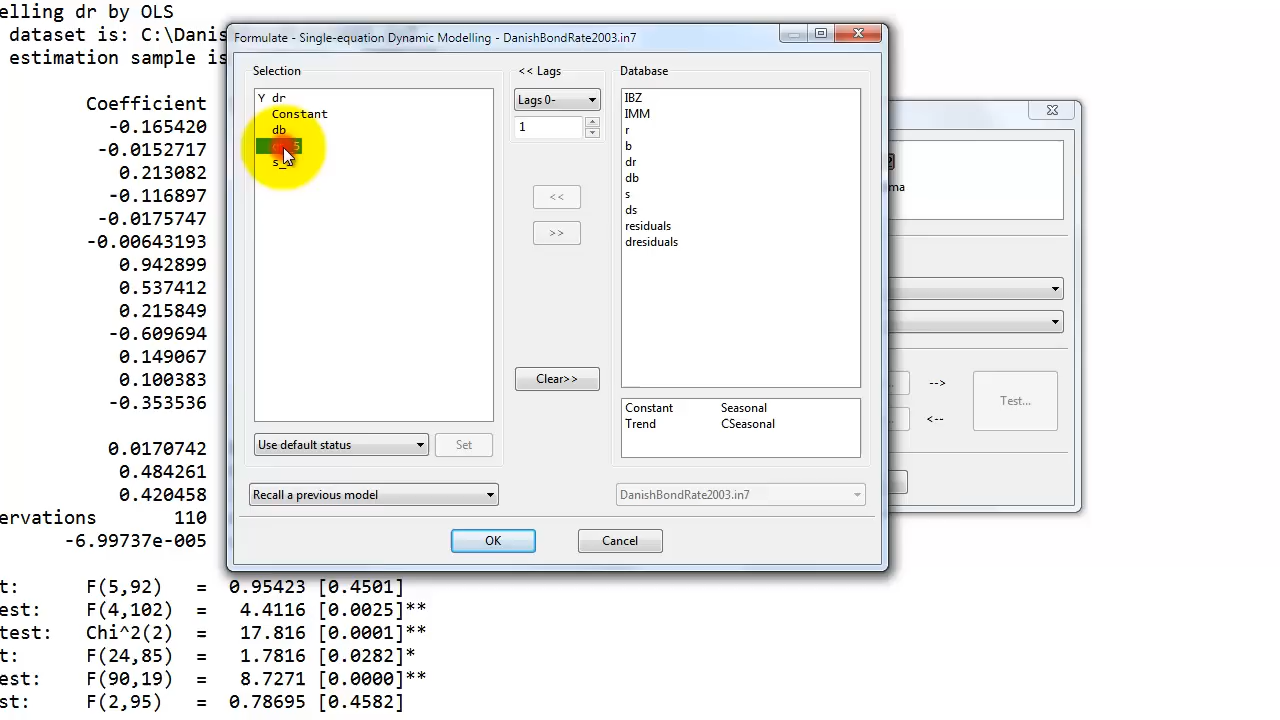 elling dr by OLS
dataset is: C:\Danis
estimation sample is
Coefficient
-0.165420
-0.0152717
0.213082
-0.116897
-0.0175747
-0.00643193
0.942899
0.537412
0.215849
-0.609694
0.149067
0.100383
-0.353536
0.0170742
0.484261
0.420458
ervations 110
-6.99737e-005
t: F(5,92) = 0.95423 [0.4501]
est: F(4,102) = 4.4116 [0.0025]**
test: Chi^2(2) = 17.816 [0.0001]**
t: F(24,85) = 1.7816 [0.0282]*
est: F(90,19) = 8.7271 [0.0000]**
st: F(2,95) = 0.78695 [0.4582]
Formulate - Single-equation Dynamic Modelling - DanishBondRate2003.in7
Selection
Y dr
Constant
db
<< Lags
Lags 0-
1
<<
>>
Clear>>
Database
IBZ
IMM
r
b
dr
db
s
ds
residuals
dresiduals
Constant Seasonal
Trend CSeasonal
Use default status
Set
Recall a previous model
DanishBondRate2003.in7
OK
Cancel
ma
-->
<--
Test...